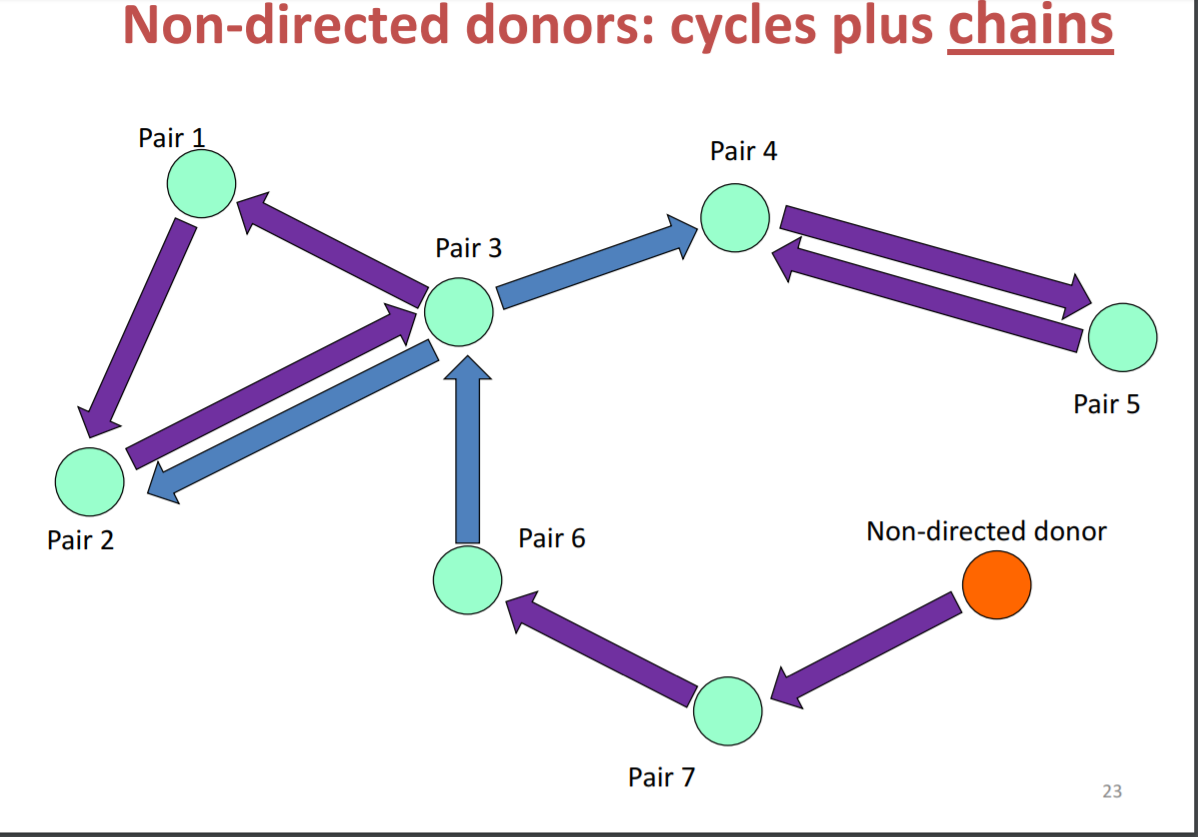 Non-directed donors: cycles plus chains
Pair 1
Pair 4
Pair 3
Pair 5
Pair 2
Pair 6
Non-directed donor
Pair 7
23